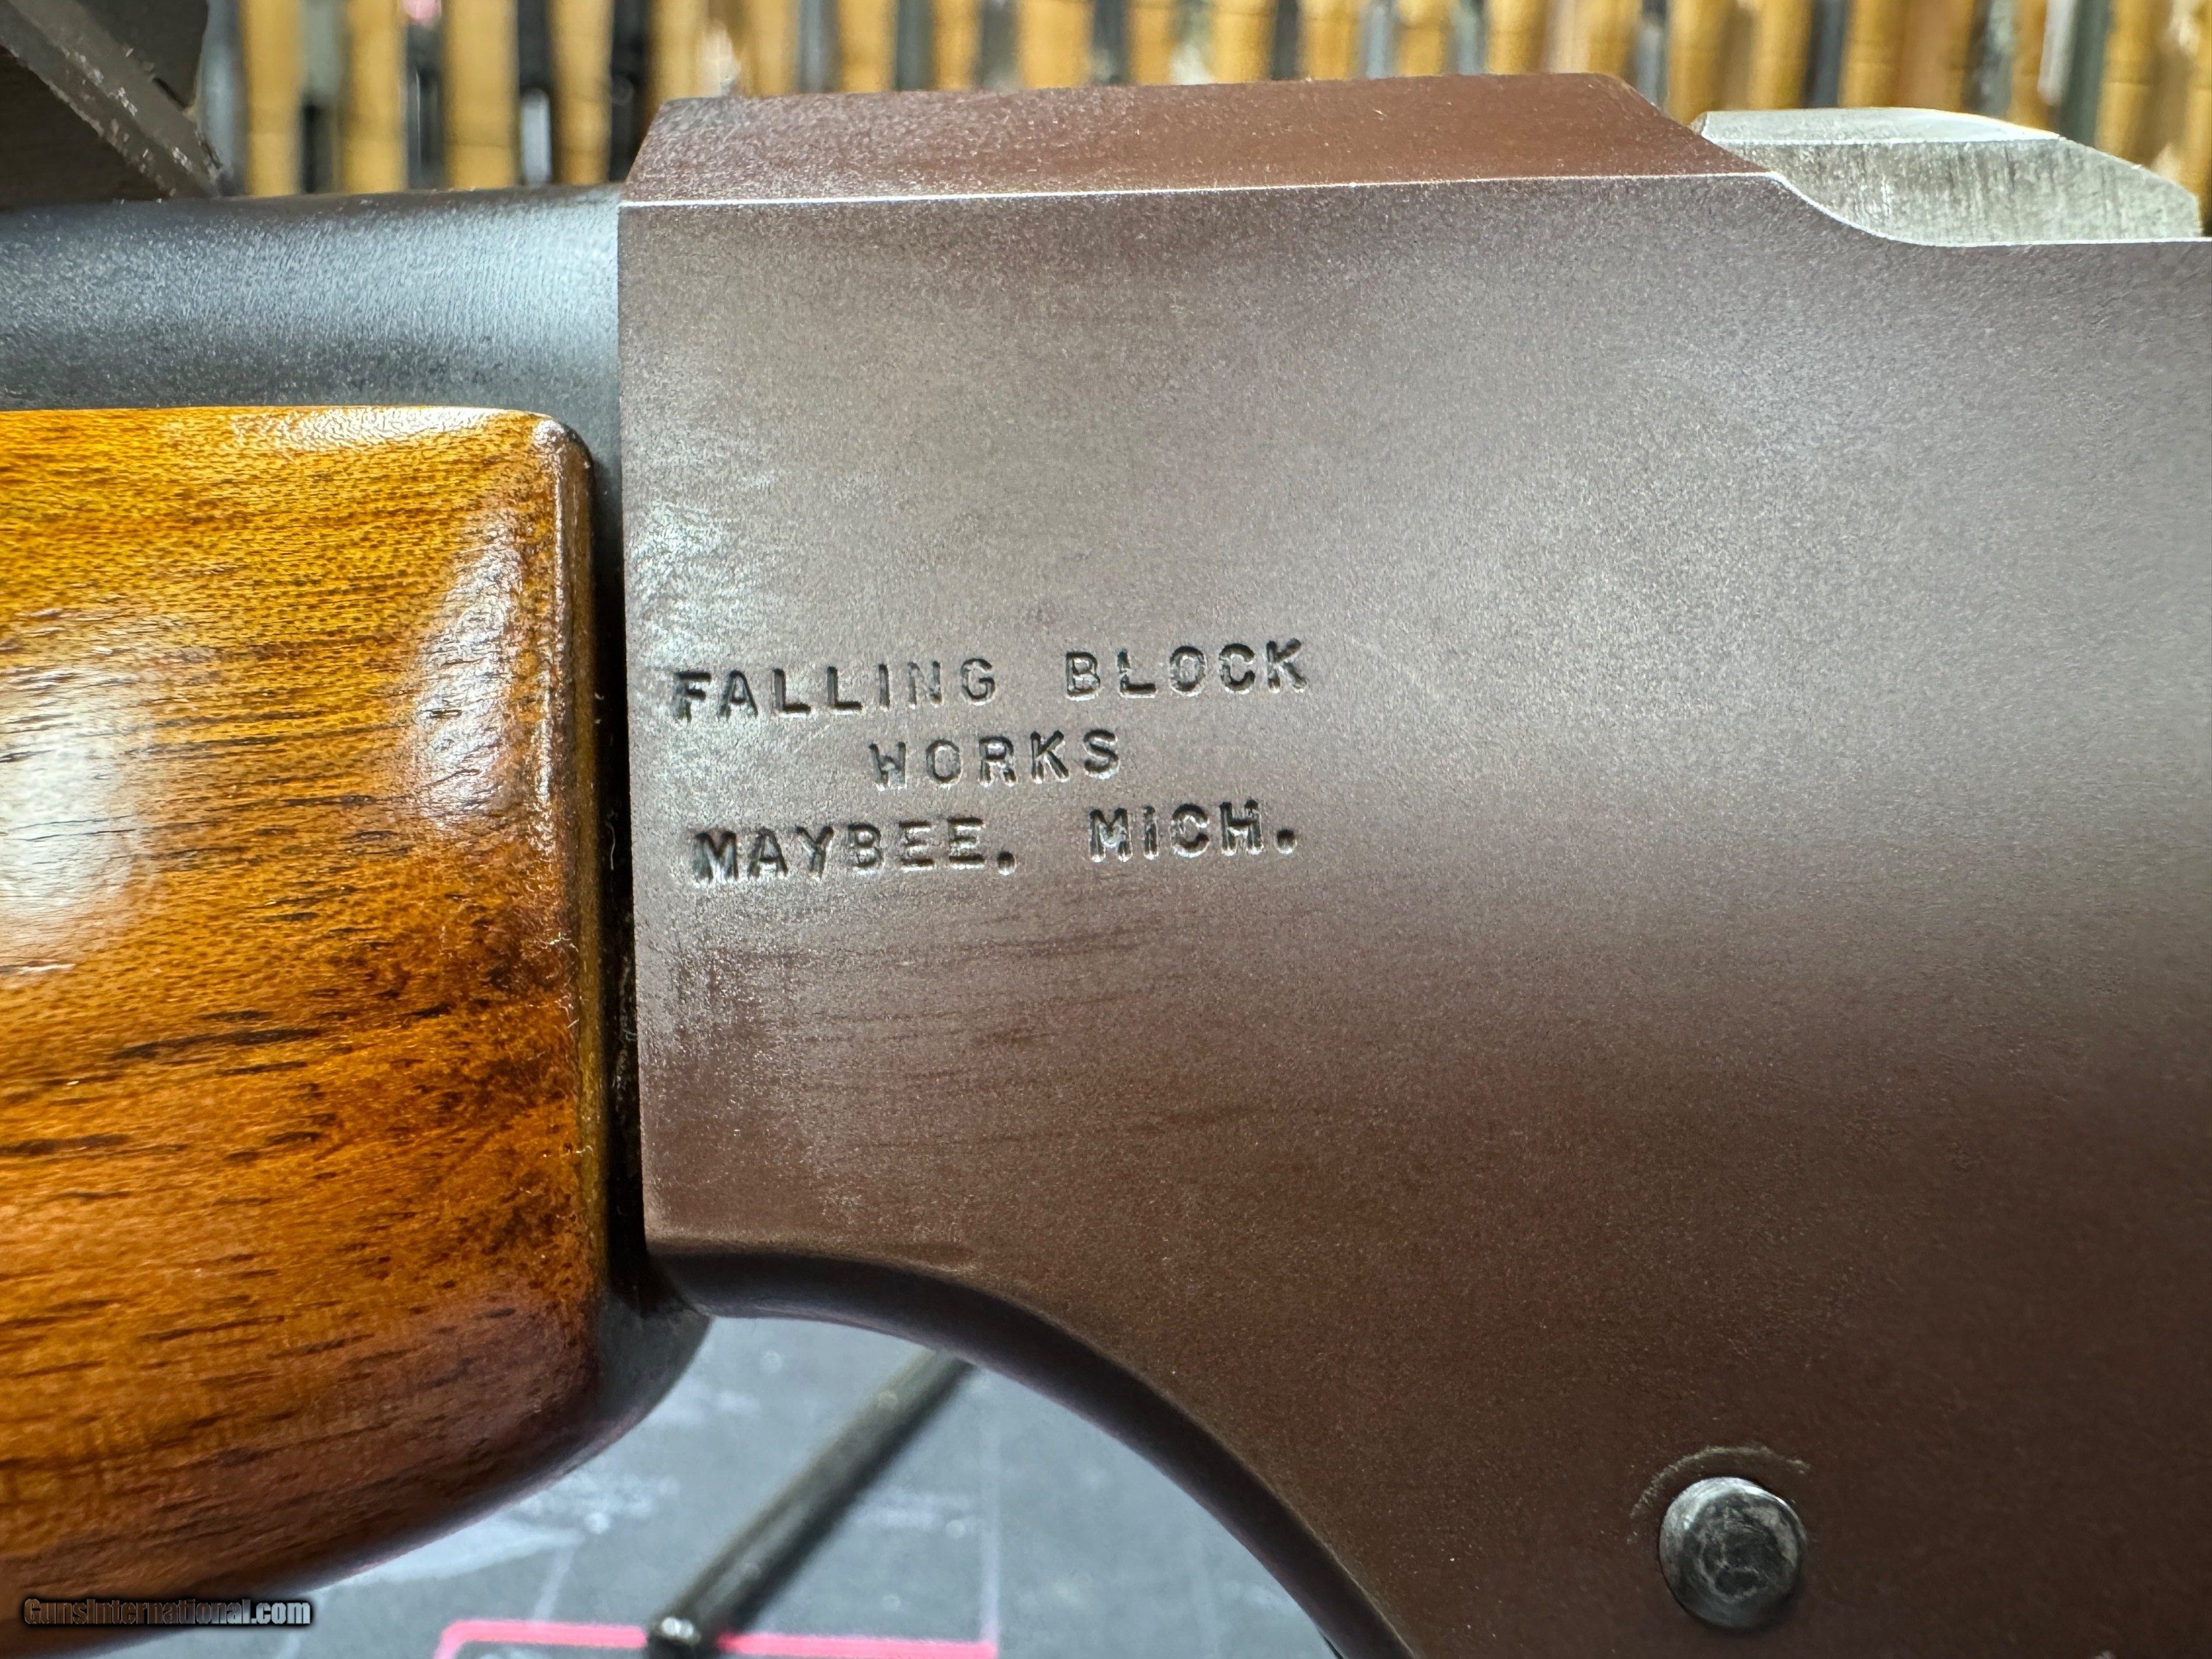 FALLING BLOCK
WORKS
MAYBEE, MICH.
GunsInternational.com